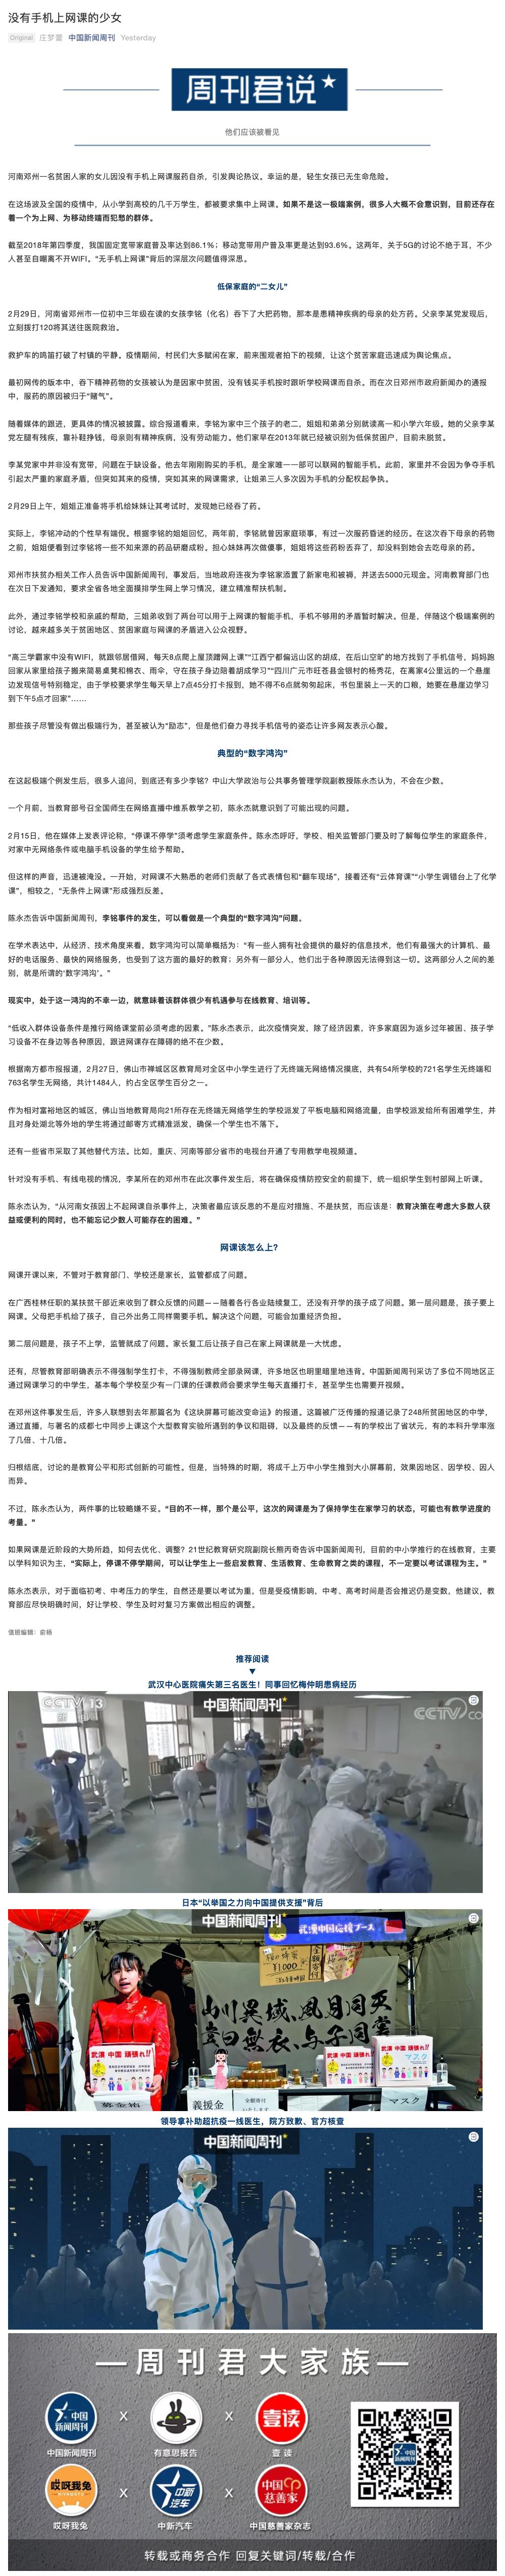 没有手机上网课的少女
Original 庄梦蕾 中国新闻周刊 Yesterday
周刊君说
他们应该被看见
河南邓州一名贫困人家的女儿因没有手机上网课服药自杀，引发舆论热议。幸运的是，轻生女孩已无生命危险。
在这场波及全国的疫情中，从小学到高校的几千万学生，都被要求集中上网课。如果不是这一极端案例，很多人大概不会意识到，目前还存在
着一个为上网、为移动终端而犯愁的群体。
截至2018年第四季度，我国固定宽带家庭普及率达到86.1%；移动宽带用户普及率更是达到93.6%。这两年，关于5G的讨论不绝于耳，不少
人甚至自嘲离不开WIFI。“无手机上网课”背后的深层次问题值得深思。
低保家庭的“二女儿”
2月29日，河南省邓州市一位初中三年级在读的女孩李铭（化名）吞下了大把药物，那本是患精神疾病的母亲的处方药。父亲李某党发现后，
立刻拨打120将其送往医院救治。
救护车的鸣笛打破了村镇的平静。疫情期间，村民们大多赋闲在家，前来围观者拍下的视频，让这个贫苦家庭迅速成为舆论焦点。
最初网传的版本中，吞下精神药物的女孩被认为是因家中贫困，没有钱买手机按时跟听学校网课而自杀。而在次日邓州市政府新闻办的通报
中，服药的原因被归于“赌气”。
随着媒体的跟进，更具体的情况被披露。综合报道看来，李铭为家中三个孩子的老二，姐姐和弟弟分别就读高一和小学六年级。她的父亲李某
党左腿有残疾，靠补鞋挣钱，母亲则有精神疾病，没有劳动能力。他们家早在2013年就已经被识别为低保贫困户，目前未脱贫。
李某党家中并非没有宽带，问题在于缺设备。他去年刚刚购买的手机，是全家唯一一部可以联网的智能手机。此前，家里并不会因为争夺手机
引起太严重的家庭矛盾，但突如其来的疫情，突如其来的网课需求，让姐弟三人多次因为手机的分配权起争执。
2月29日上午，姐姐正准备将手机给妹妹让其考试时，发现她已经吞了药。
实际上，李铭冲动的个性早有端倪。根据李铭的姐姐回忆，两年前，李铭就曾因家庭琐事，有过一次服药昏迷的经历。在这次吞下母亲的药物
之前，姐姐便看到过李铭将一些不知来源的药品研磨成粉。担心妹妹再次做傻事，姐姐将这些药粉丢弃了，却没料到她会去吃母亲的药。
邓州市扶贫办相关工作人员告诉中国新闻周刊，事发后，当地政府连夜为李铭家添置了新家电和被褥，并送去5000元现金。河南教育部门也
在次日下发通知，要求全省各地全面摸排学生网上学习情况，建立精准帮扶机制。
此外，通过李铭学校和亲戚的帮助，三姐弟收到了两台可以用于上网课的智能手机，手机不够用的矛盾暂时解决。但是，伴随这个极端案例的
讨论，越来越多关于贫困地区、贫困家庭与网课的矛盾进入公众视野。
“高三学霸家中没有WIFI，就跟邻居借网，每天8点爬上屋顶蹭网上课”“江西宁都偏远山区的胡成，在后山空旷的地方找到了手机信号，妈妈跑
回家从家里给孩子搬来简易桌凳和棉衣、雨伞，守在孩子身边陪着胡成学习”“四川广元市旺苍县金银村的杨秀花，在离家4公里远的一个悬崖
边发现信号特别稳定，由于学校要求学生每天早上7点45分打卡报到，她不得不6点就匆匆起床，书包里装上一天的口粮，她要在悬崖边学习
到下午5点才回家”……
那些孩子尽管没有做出极端行为，甚至被认为“励志”，但是他们奋力寻找手机信号的姿态让许多网友表示心酸。
典型的“数字鸿沟”
在这起极端个例发生后，很多人追问，到底还有多少李铭？中山大学政治与公共事务管理学院副教授陈永杰认为，不会在少数。
一个月前，当教育部号召全国师生在网络直播中维系教学之初，陈永杰就意识到了可能出现的问题。
2月15日，他在媒体上发表评论称，“停课不停学”须考虑学生家庭条件。陈永杰呼吁，学校、相关监管部门要及时了解每位学生的家庭条件，
对家中无网络条件或电脑手机设备的学生给予帮助。
但这样的声音，迅速被淹没。一开始，对网课不大熟悉的老师们贡献了各式表情包和“翻车现场”，接着还有“云体育课”“小学生调错台上了化学
课”，相较之，“无条件上网课”形成强烈反差。
陈永杰告诉中国新闻周刊，李铭事件的发生，可以看做是一个典型的“数字鸿沟”问题。
在学术表达中，从经济、技术角度来看，数字鸿沟可以简单概括为：“有一些人拥有社会提供的最好的信息技术，他们有最强大的计算机、最
好的电话服务、最快的网络服务，也受到了这方面的最好的教育；另外有一部分人，他们出于各种原因无法得到这一切。这两部分人之间的差
别，就是所谓的‘数字鸿沟’。”
现实中，处于这一鸿沟的不幸一边，就意味着该群体很少有机遇参与在线教育、培训等。
“低收入群体设备条件是推行网络课堂前必须考虑的因素。”陈永杰表示，此次疫情突发，除了经济因素，许多家庭因为返乡过年被困、孩子学
习设备不在身边等各种原因，跟进网课存在障碍的绝不在少数。
根据南方都市报报道，2月27日，佛山市禅城区区教育局对全区中小学生进行了无终端无网络情况摸底，共有54所学校的721名学生无终端和
763名学生无网络，共计1484人，约占全区学生百分之一。
作为相对富裕地区的城区，佛山当地教育局向21所存在无终端无网络学生的学校派发了平板电脑和网络流量，由学校派发给所有困难学生，并
且对身处湖北等外地的学生将通过邮寄方式精准派发，确保一个学生也不落下。
还有一些省市采取了其他替代方法。比如，重庆、河南等部分省市的电视台开通了专用教学电视频道。
针对没有手机、有线电视的情况，李某所在的邓州市在此次事件发生后，将在确保疫情防控安全的前提下，统一组织学生到村部网上听课。
陈永杰认为，“从河南女孩因上不起网课自杀事件上，决策者最应该反思的不是应对措施、不是扶贫，而应该是：教育决策在考虑大多数人获
益或便利的同时，也不能忘记少数人可能存在的困难。”
网课该怎么上？
网课开课以来，不管对于教育部门、学校还是家长，监管都成了问题。
在广西桂林任职的某扶贫干部近来收到了群众反馈的问题——随着各行各业陆续复工，还没有开学的孩子成了问题。第一层问题是，孩子要上
网课。父母把手机给了孩子，自己外出务工同样需要手机。解决这个问题，可能会加重经济负担。
第二层问题是，孩子不上学，监管就成了问题。家长复工后让孩子自己在家上网课就是一大忧虑。
还有，尽管教育部明确表示不得强制学生打卡，不得强制教师全部录网课，许多地区也明里暗里地违背。中国新闻周刊采访了多位不同地区正
通过网课学习的中学生，基本每个学校至少有一门课的任课教师会要求学生每天直播打卡，甚至学生也需要开视频。
在邓州这件事发生后，许多人联想到去年那篇名为《这块屏幕可能改变命运》的报道。这篇被广泛传播的报道记录了248所贫困地区的中学，
通过直播，与著名的成都七中同步上课这个大型教育实验所遇到的争议和阻碍，以及最终的反馈——有的学校出了省状元，有的本科升学率涨
了几倍、十几倍。
归根结底，讨论的是教育公平和形式创新的可能性。但是，当特殊的时期，将成千上万中小学生推到大小屏幕前，效果因地区、因学校、因人
而异。
不过，陈永杰认为，两件事的比较略嫌不妥。“目的不一样，那个是公平，这次的网课是为了保持学生在家学习的状态，可能也有教学进度的
考量。”
如果网课是近阶段的大势所趋，如何去优化、调整？21世纪教育研究院副院长熊丙奇告诉中国新闻周刊，目前的中小学推行的在线教育，主要
以学科知识为主，“实际上，停课不停学期间，可以让学生上一些启发教育、生活教育、生命教育之类的课程，不一定要以考试课程为主。”
陈永杰表示，对于面临初考、中考压力的学生，自然还是要以考试为重，但是受疫情影响，中考、高考时间是否会推迟仍是变数，他建议，教
育部应尽快明确时间，好让学校、学生及时对复习方案做出相应的调整。
值班编辑：俞杨
推荐阅读
▼
武汉中心医院痛失第三名医生！同事回忆梅仲明患病经历
CCTV 13
中国新闻周刊
日本“以举国之力向中国提供支援”背后
中国新闻周刊
¥1000
山川異域，風月同天
豈曰無衣，与子同裳
義援金
マスク
领导拿补助超抗疫一线医生，院方致歉、官方核查
中国新闻周刊
—周刊君大家族—
中国新闻周刊 X 有意思报告 X 壹读
哎呀我兔 X 中新汽车 X 中国慈善家杂志
转载或商务合作 回复关键词/转载/合作